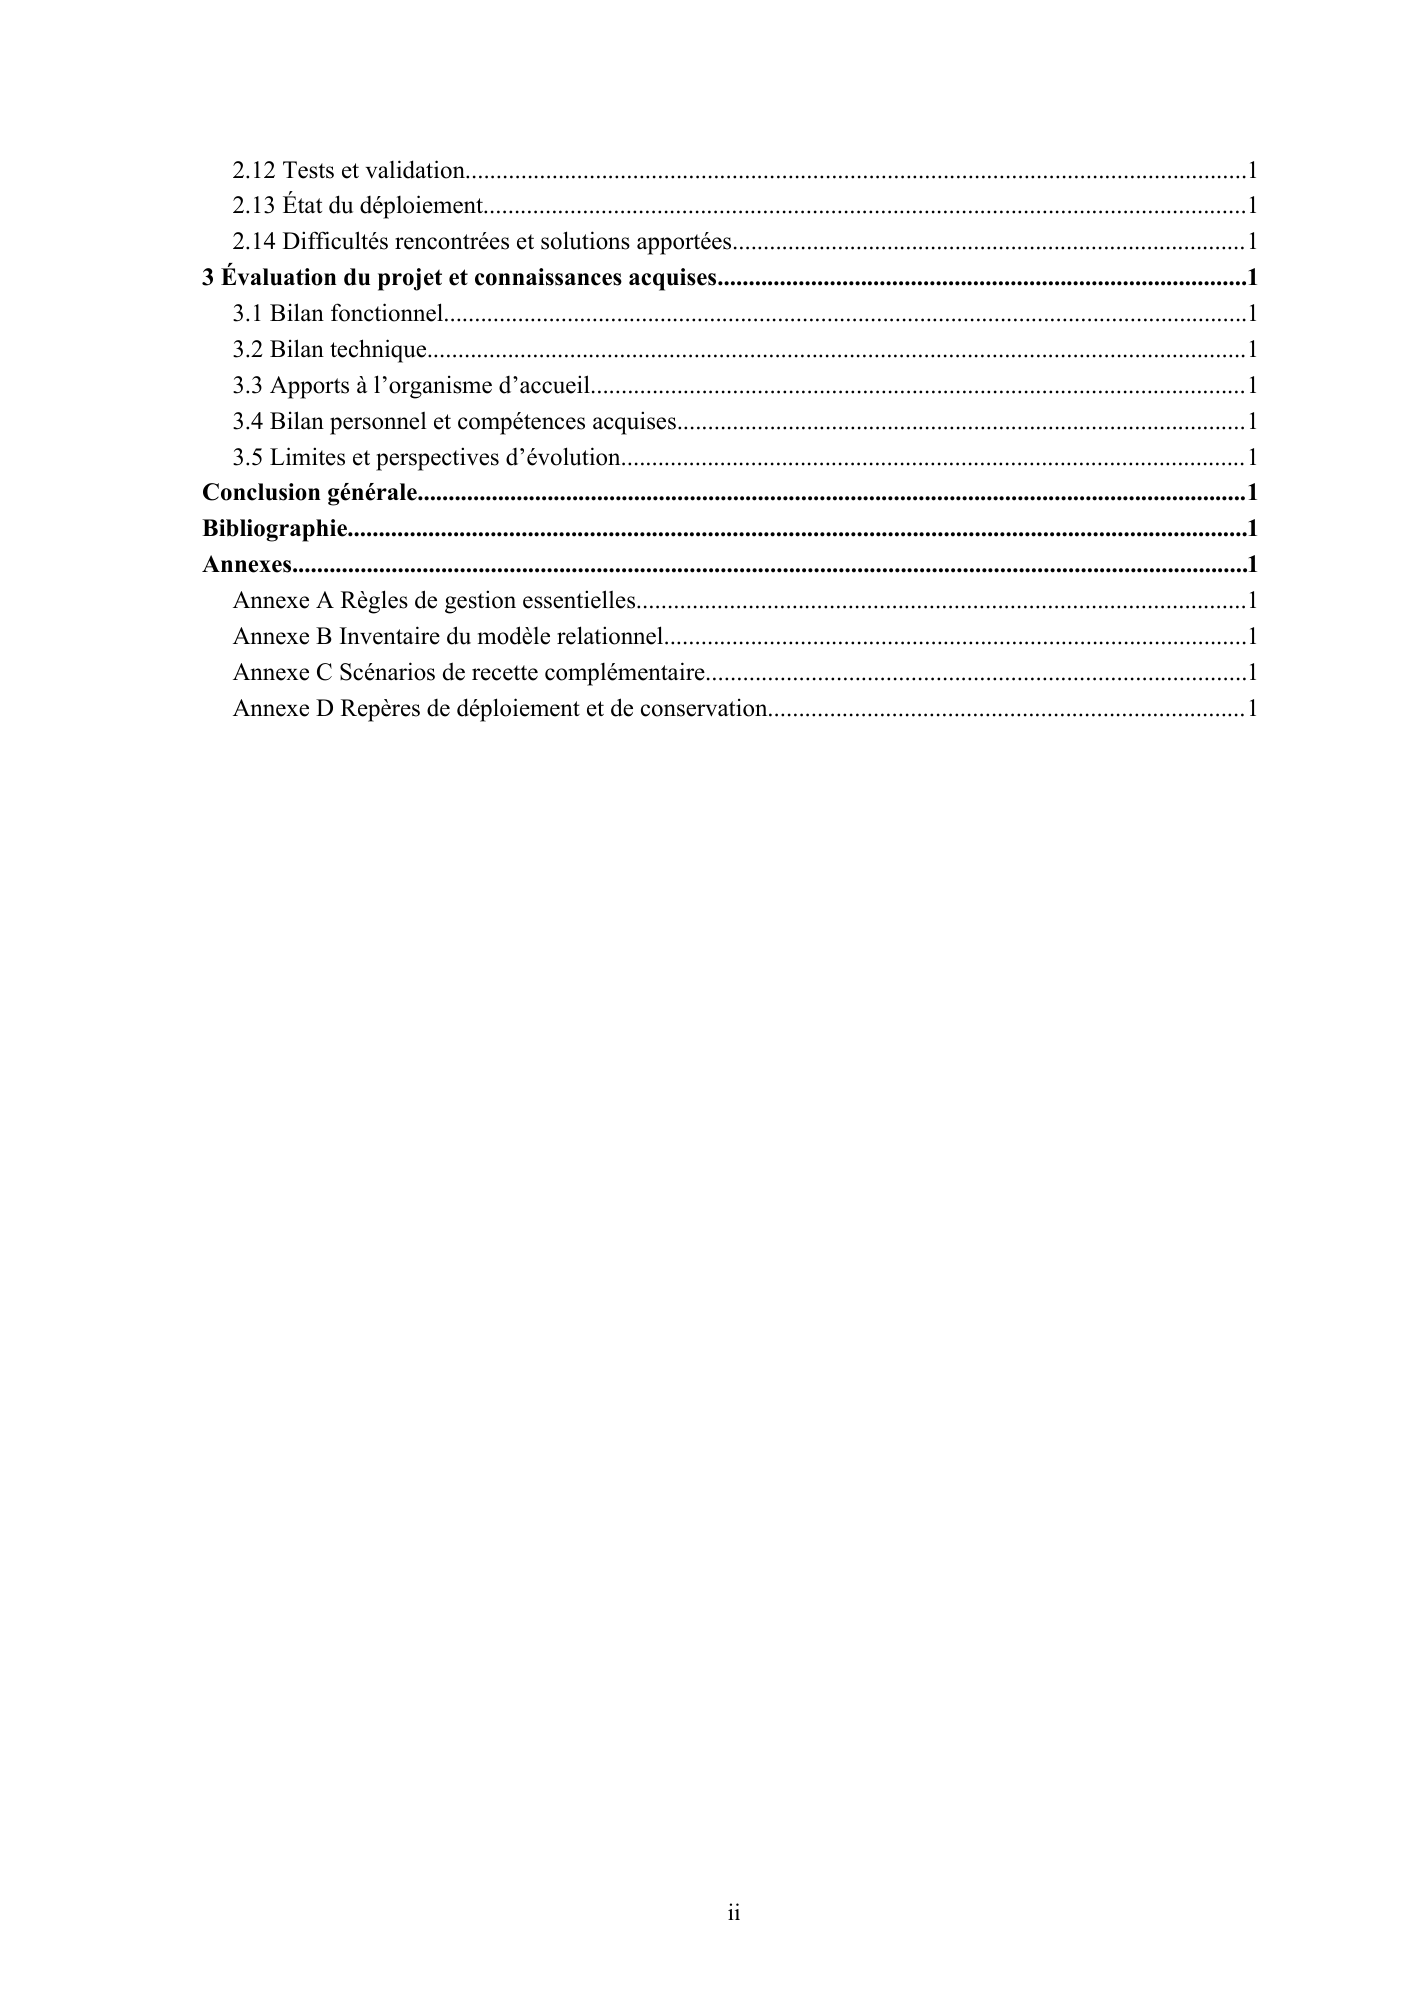 2.12 Tests et validation.....1
2.13 État du déploiement.....1
2.14 Difficultés rencontrées et solutions apportées.....1
3 Évaluation du projet et connaissances acquises.....1
3.1 Bilan fonctionnel.....1
3.2 Bilan technique.....1
3.3 Apports à l’organisme d’accueil.....1
3.4 Bilan personnel et compétences acquises.....1
3.5 Limites et perspectives d’évolution.....1
Conclusion générale.....1
Bibliographie.....1
Annexes.....1
Annexe A Règles de gestion essentielles.....1
Annexe B Inventaire du modèle relationnel.....1
Annexe C Scénarios de recette complémentaire.....1
Annexe D Repères de déploiement et de conservation.....1
ii